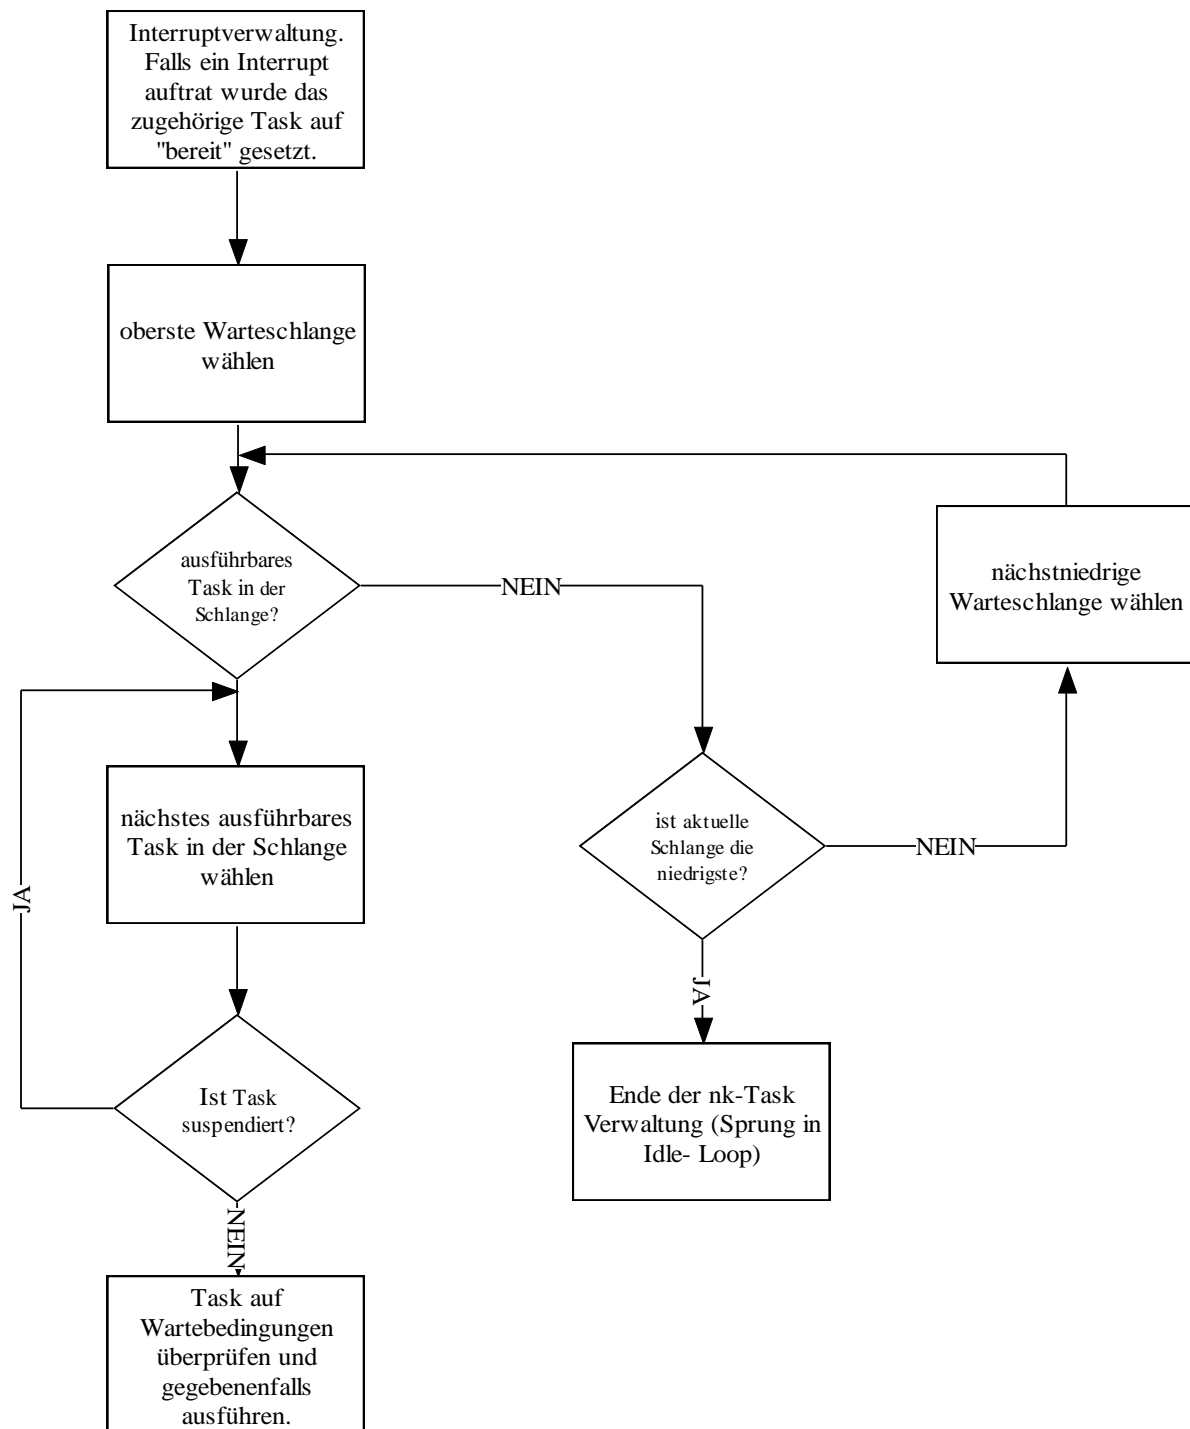 Interruptverwaltung.
Falls ein Interrupt
auftrat wurde das
zugehörige Task auf
"bereit" gesetzt.
oberste Warteschlange
wählen
ausführbares
Task in der
Schlange?
NEIN
nächstniedrige
Warteschlange wählen
nächstes ausführbares
Task in der Schlange
wählen
JA
ist aktuelle
Schlange die
niedrigste?
NEIN
JA
Ist Task
suspendiert?
Ende der nk-Task
Verwaltung (Sprung in
Idle- Loop)
NEIN
Task auf
Wartebedingungen
überprüfen und
gegebenenfalls
ausführen.